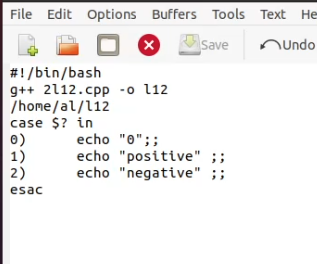 File Edit Options Buffers Tools Text He
Save Undo
#!/bin/bash
g++ 2l12.cpp -o l12
/home/al/l12
case $? in
0)      echo "0";;
1)      echo "positive" ;;
2)      echo "negative" ;;
esac